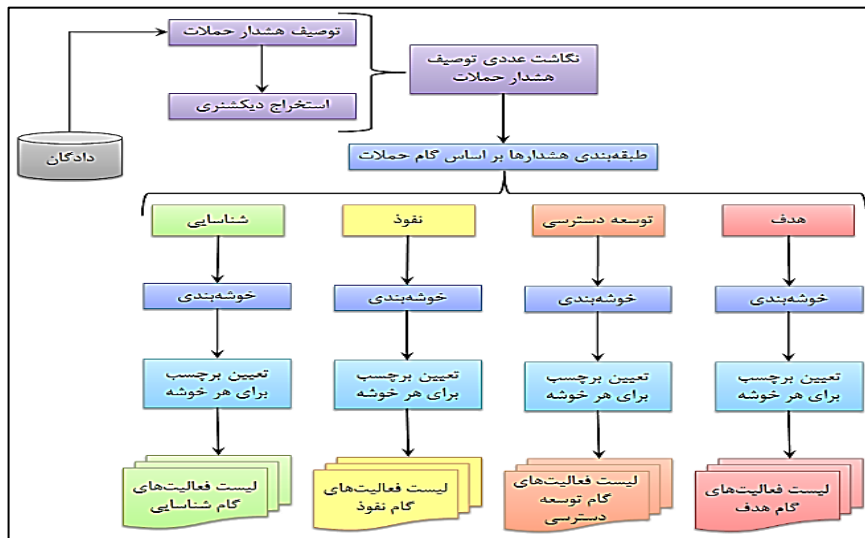 توصیف هشدار حملات
استخراج دیکشنری
دادگان
نگاشت عددی توصیف
هشدار حملات
طبقه‌بندی هشدارها بر اساس گام حملات
هدف
توسعه دسترسی
نفوذ
شناسایی
خوشه‌بندی
خوشه‌بندی
خوشه‌بندی
خوشه‌بندی
تعیین برچسب
برای هر خوشه
تعیین برچسب
برای هر خوشه
تعیین برچسب
برای هر خوشه
تعیین برچسب
برای هر خوشه
لیست فعالیت‌های
گام هدف
لیست فعالیت‌های
گام توسعه
دسترسی
لیست فعالیت‌های
گام نفوذ
لیست فعالیت‌های
گام شناسایی